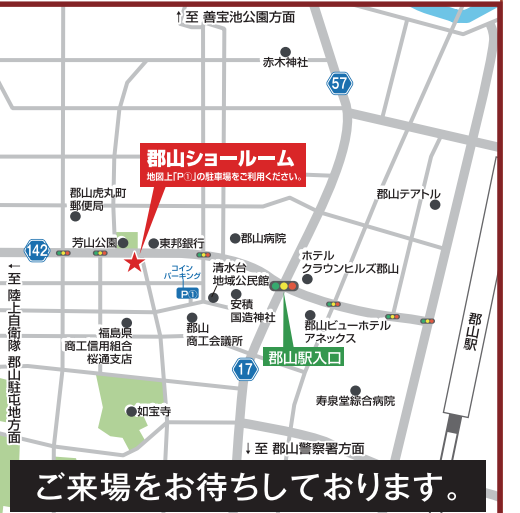 ↑至 善宝池公園方面
赤木神社
57
郡山ショールーム
地図上「P①」の駐車場をご利用ください。
郡山虎丸町
郵便局
郡山テアトル
芳山公園
東邦銀行
郡山病院
142
ホテル
クラウンヒルズ郡山
コイン
パーキング
P①
清水台
地域公民館
←至 陸上自衛隊 郡山駐屯地方面
安積
国造神社
福島県
商工信用組合
桜通支店
郡山
商工会議所
郡山ビューホテル
アネックス
郡山駅
郡山駅入口
17
寿泉堂綜合病院
如宝寺
↓至 郡山警察署方面
ご来場をお待ちしております。